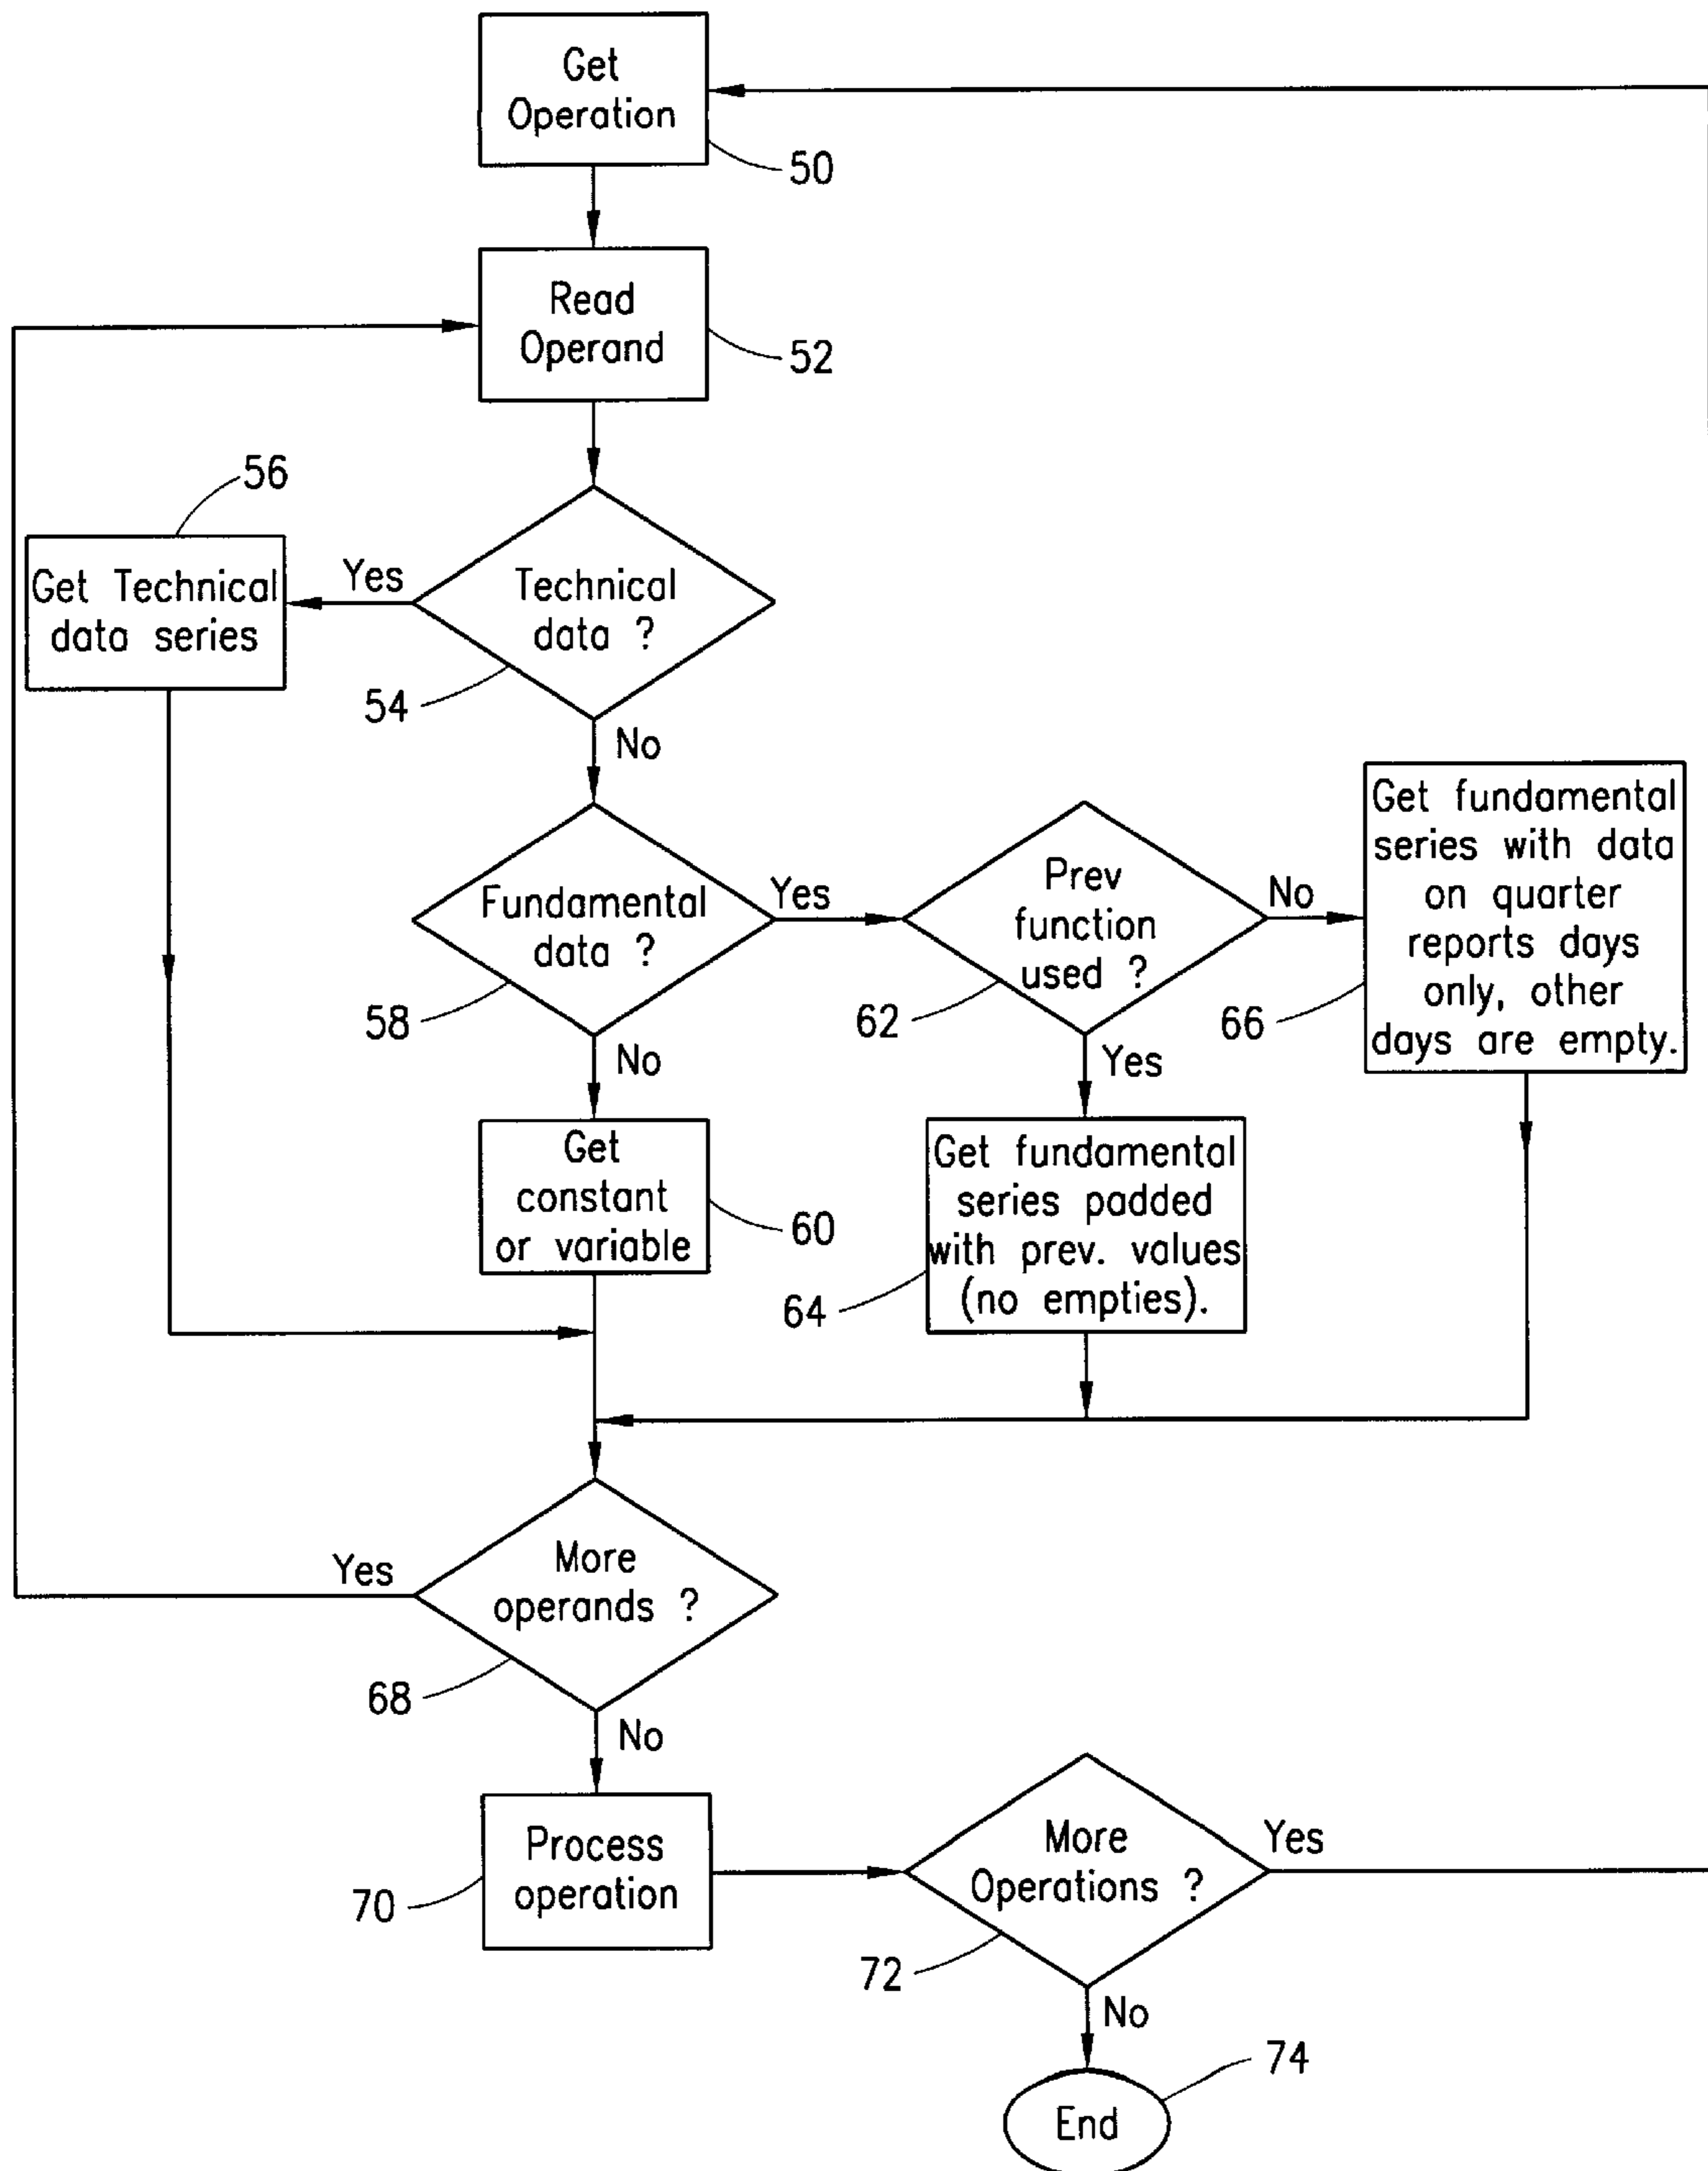 Get
Operation
50
Read
Operand
52
56
Get Technical
data series
Yes
Technical
data ?
54
No
Fundamental
data ?
58
Yes
Prev
function
used ?
62
No
Get fundamental
series with data
on quarter
reports days
only, other
days are empty.
66
No
Yes
Get
constant
or variable
60
Get fundamental
series padded
with prev. values
(no empties).
64
Yes
More
operands ?
68
No
Process
operation
70
More
Operations ?
Yes
72
No
74
End